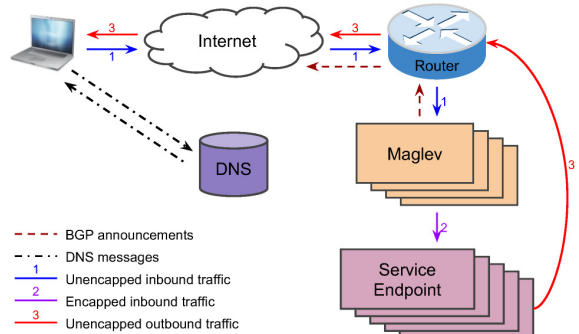 3
3
Internet
1
1
Router
1
Maglev
DNS
3
2
BGP announcements
DNS messages
1
Unencapped inbound traffic
Service
Endpoint
2
Encapped inbound traffic
3
Unencapped outbound traffic